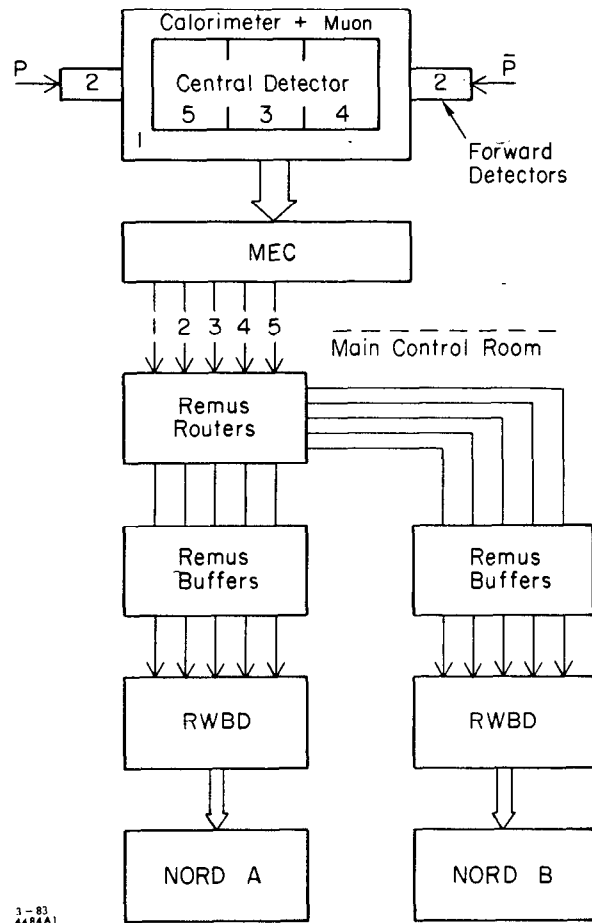 Calorimeter + Muon
P
P̄
2
Central Detector
2
5 3 4
1
Forward
Detectors
MEC
1 2 3 4 5
Main Control Room
Remus
Routers
Remus
Buffers
Remus
Buffers
RWBD
RWBD
NORD A
NORD B
3-83
4484A1